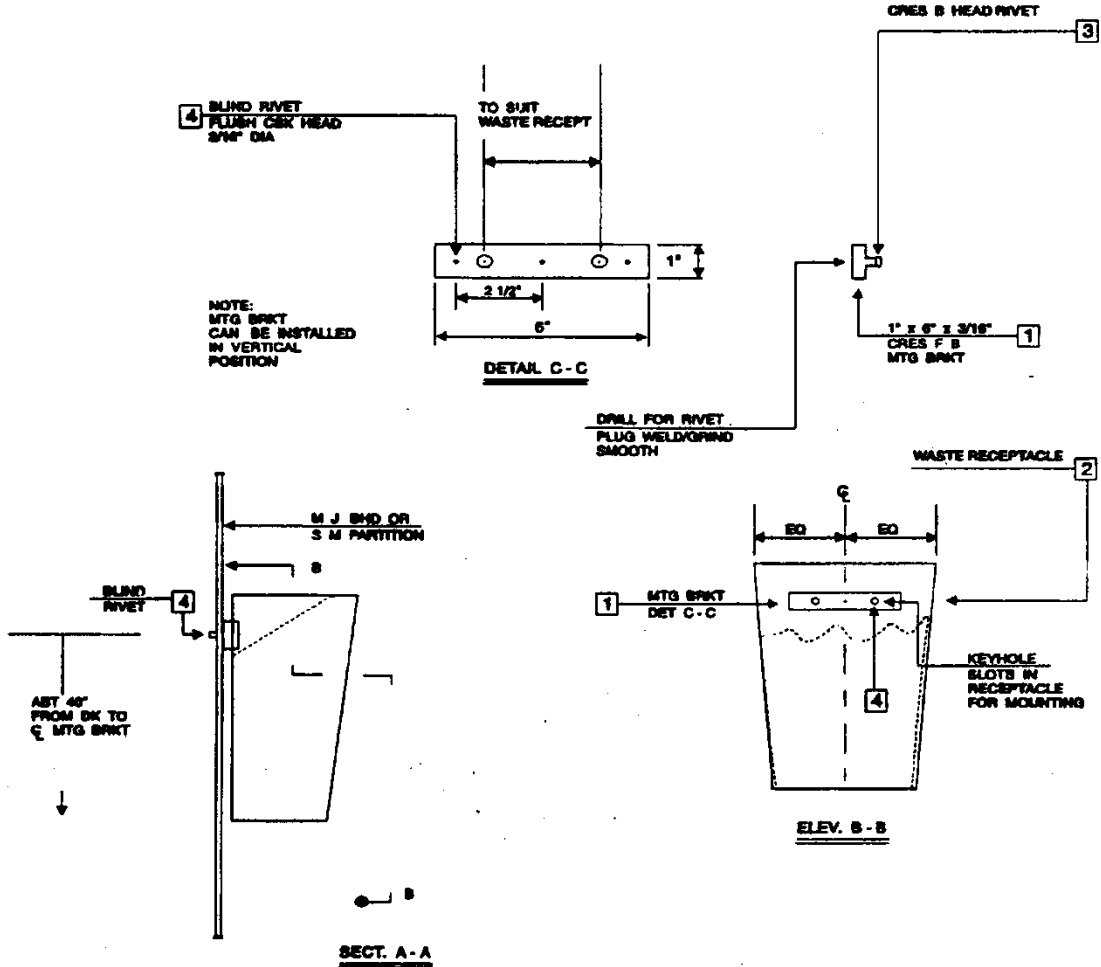 CRES B HEAD RIVET
3
4
BLIND RIVET
FLUSH CSK HEAD
3/16" DIA
TO SUIT
WASTE RECEPT
1"
2 1/2"
6"
NOTE:
MTG BRKT
CAN BE INSTALLED
IN VERTICAL
POSITION
DETAIL C - C
1" x 6" x 3/16"
CRES F B
MTG BRKT
1
DRILL FOR RIVET
PLUG WELD/GRIND
SMOOTH
WASTE RECEPTACLE
2
M J BHD OR
S M PARTITION
B
BLIND
RIVET
4
ABT 40"
FROM DK TO
℄ MTG BRKT
B
SECT. A - A
℄
EQ
EQ
1
MTG BRKT
DET C - C
4
KEYHOLE
SLOTS IN
RECEPTACLE
FOR MOUNTING
ELEV. B - B